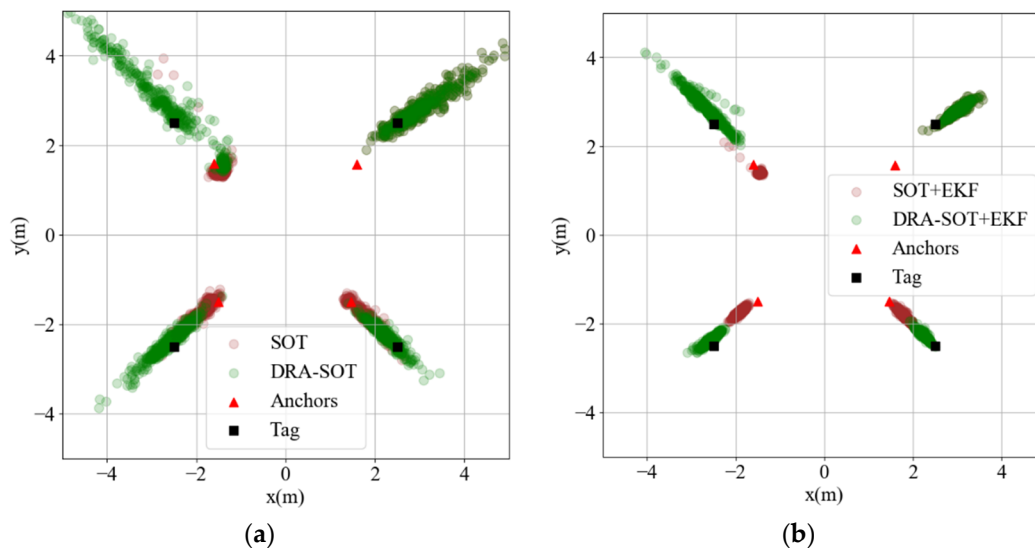 4
2
0
−2
−4
y(m)
−4
−2
0
2
4
x(m)
SOT
DRA-SOT
Anchors
Tag
(a)
4
2
0
−2
−4
y(m)
−4
−2
0
2
4
x(m)
SOT+EKF
DRA-SOT+EKF
Anchors
Tag
(b)